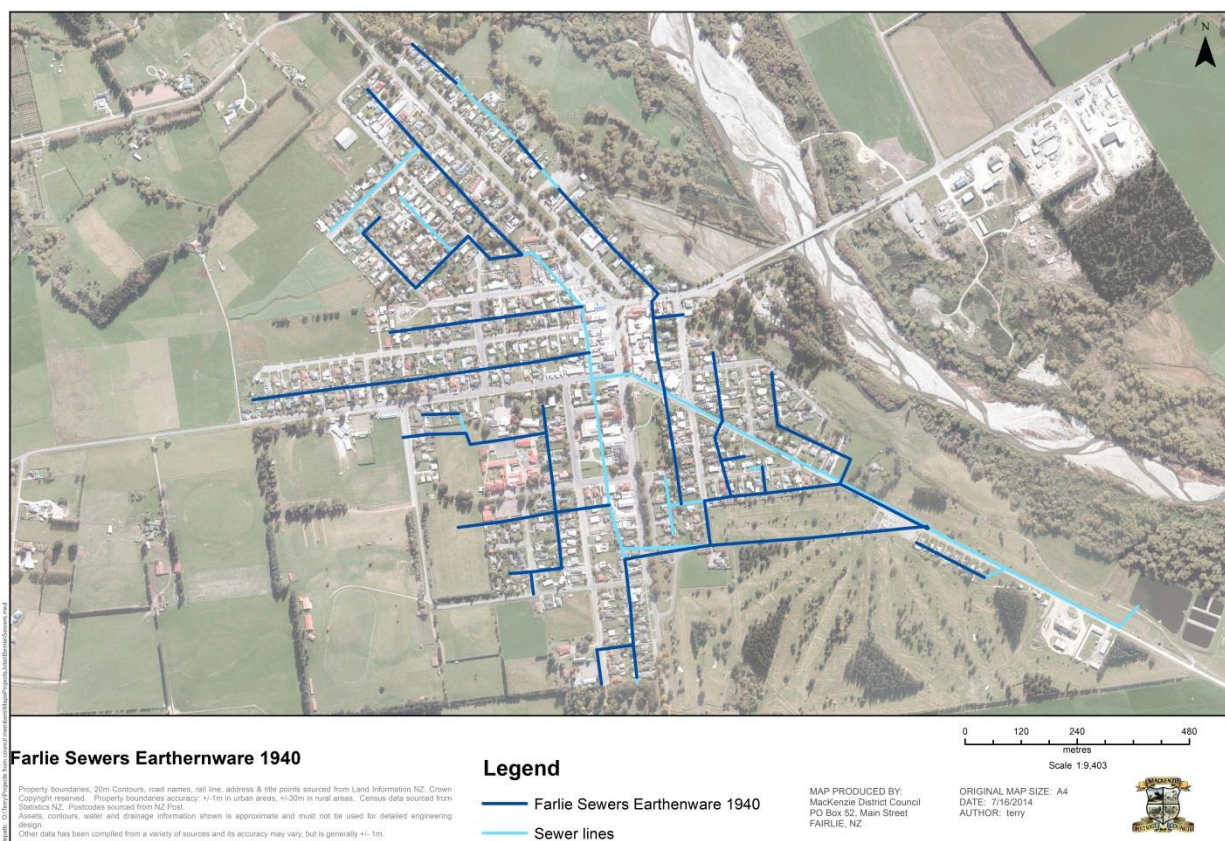 N
Farlie Sewers Earthernware 1940
Property boundaries, 20m Contours, road names, rail line, address & title points sourced from Land Information NZ. Crown
Copyright reserved. Property boundaries accuracy: +/-1m in urban areas, +/-30m in rural areas. Census data sourced from
Statistics NZ. Postcodes sourced from NZ Post.
Assets, contours, water and drainage information shown is approximate and must not be used for detailed engineering
design.
Other data has been compiled from a variety of sources and its accuracy may vary, but is generally +/- 1m.
Legend
Farlie Sewers Earthenware 1940
Sewer lines
MAP PRODUCED BY:
MacKenzie District Council
PO Box 52, Main Street
FAIRLIE, NZ
0 120 240 480
metres
Scale 1:9,403
ORIGINAL MAP SIZE: A4
DATE: 7/16/2014
AUTHOR: terry
MACKENZIE
DISTRICT COUNCIL